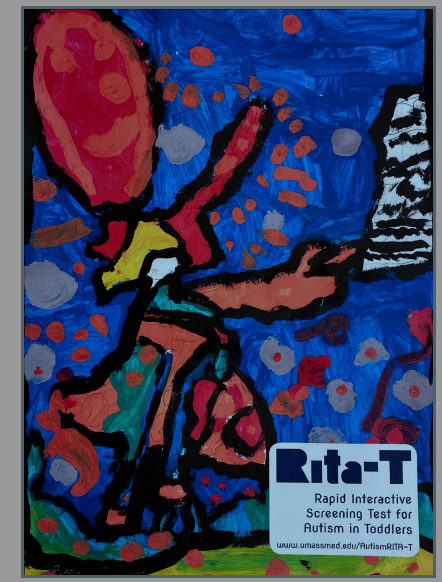 Rita-T
Rapid Interactive
Screening Test for
Autism in Toddlers
www.umassmed.edu/AutismRITA-T